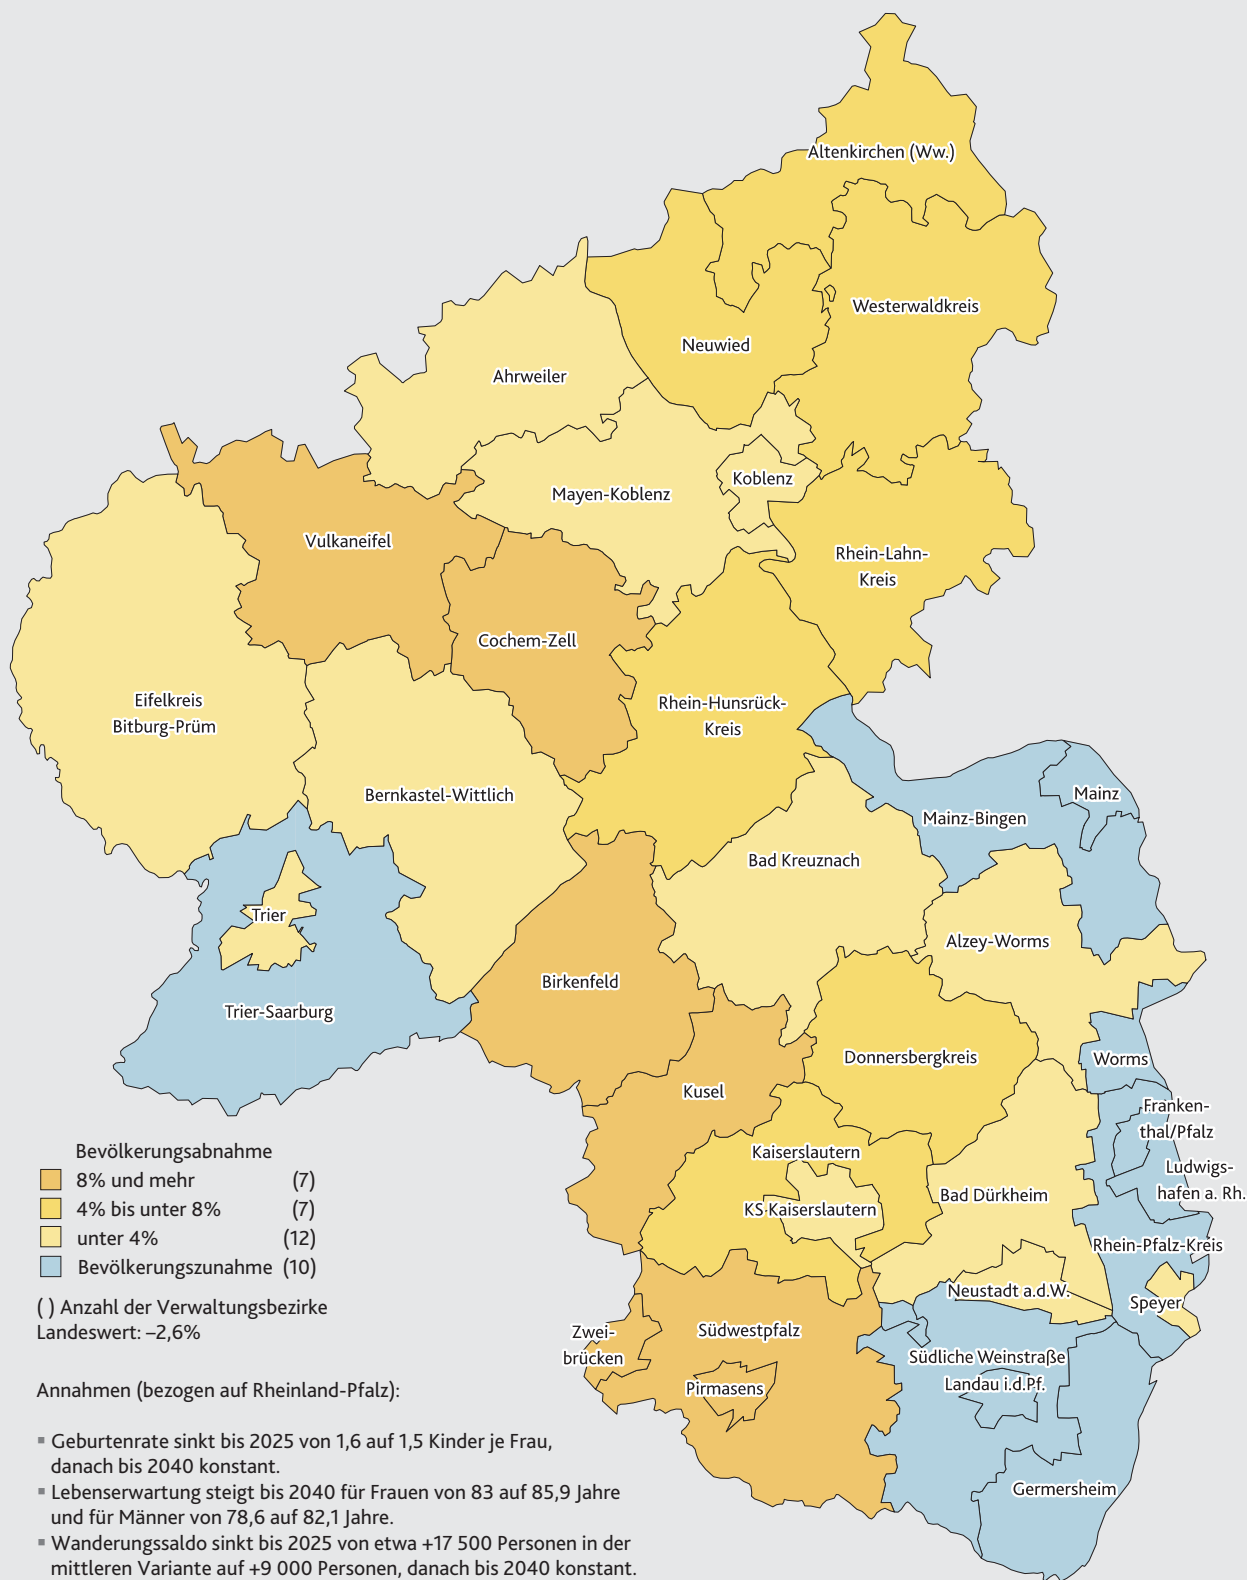 Altenkirchen (Ww.)
Westerwaldkreis
Neuwied
Ahrweiler
Koblenz
Mayen-Koblenz
Vulkaneifel
Rhein-Lahn-
Kreis
Cochem-Zell
Eifelkreis
Bitburg-Prüm
Rhein-Hunsrück-
Kreis
Bernkastel-Wittlich
Mainz
Mainz-Bingen
Bad Kreuznach
Trier
Alzey-Worms
Birkenfeld
Trier-Saarburg
Donnersbergkreis
Worms
Kusel
Franken-
thal/Pfalz
Kaiserslautern
Ludwigs-
hafen a. Rh.
Bad Dürkheim
KS-Kaiserslautern
Rhein-Pfalz-Kreis
Neustadt a.d.W.
Speyer
Zwei-
brücken
Südwestpfalz
Südliche Weinstraße
Landau i.d.Pf.
Pirmasens
Germersheim
Bevölkerungsabnahme
8% und mehr (7)
4% bis unter 8% (7)
unter 4% (12)
Bevölkerungszunahme (10)
( ) Anzahl der Verwaltungsbezirke
Landeswert: –2,6%
Annahmen (bezogen auf Rheinland-Pfalz):
▪ Geburtenrate sinkt bis 2025 von 1,6 auf 1,5 Kinder je Frau,
danach bis 2040 konstant.
▪ Lebenserwartung steigt bis 2040 für Frauen von 83 auf 85,9 Jahre
und für Männer von 78,6 auf 82,1 Jahre.
▪ Wanderungssaldo sinkt bis 2025 von etwa +17 500 Personen in der
mittleren Variante auf +9 000 Personen, danach bis 2040 konstant.